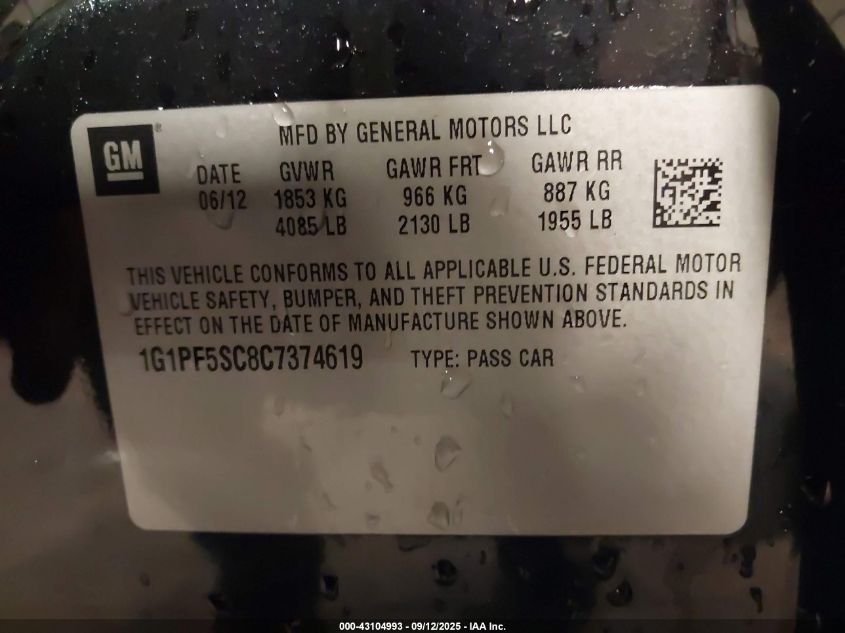 GM ®
MFD BY GENERAL MOTORS LLC
DATE GVWR GAWR FRT GAWR RR
06/12 1853 KG 966 KG 887 KG
4085 LB 2130 LB 1955 LB
THIS VEHICLE CONFORMS TO ALL APPLICABLE U.S. FEDERAL MOTOR
VEHICLE SAFETY, BUMPER, AND THEFT PREVENTION STANDARDS IN
EFFECT ON THE DATE OF MANUFACTURE SHOWN ABOVE.
1G1PF5SC8C7374619 TYPE: PASS CAR
000-43104993 - 09/12/2025 - IAA Inc.